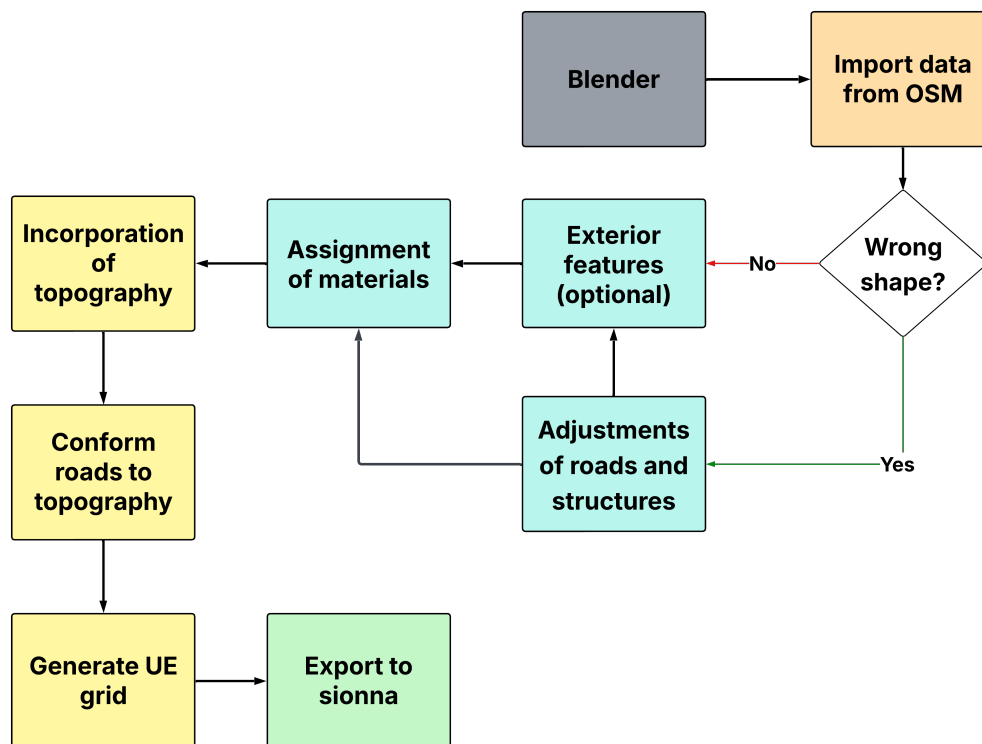 Blender
Import data
from OSM
Wrong
shape?
No
Yes
Exterior
features
(optional)
Adjustments
of roads and
structures
Assignment
of materials
Incorporation
of
topography
Conform
roads to
topography
Generate UE
grid
Export to
sionna